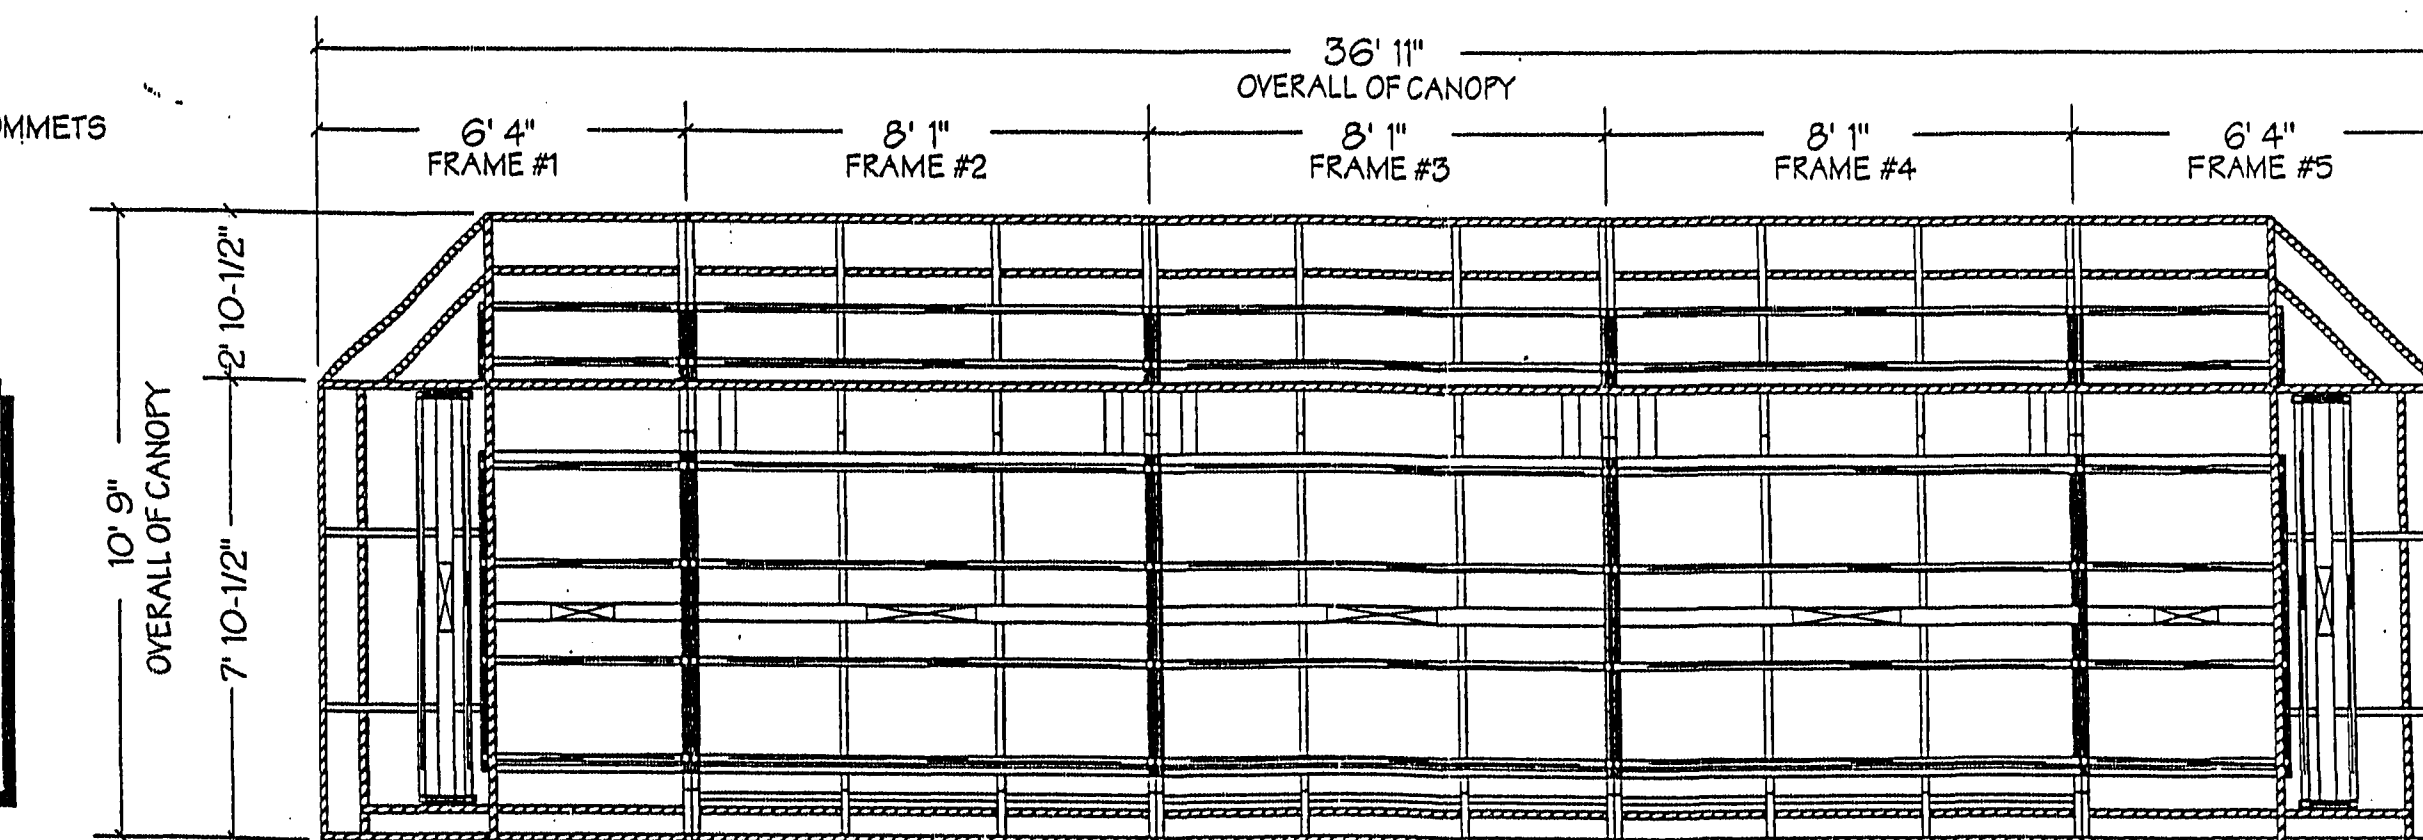 36' 11"
OVERALL OF CANOPY
OMMETS
6' 4"
FRAME #1
8' 1"
FRAME #2
8' 1"
FRAME #3
8' 1"
FRAME #4
6' 4"
FRAME #5
2' 10-1/2"
10' 9"
OVERALL OF CANOPY
7' 10-1/2"